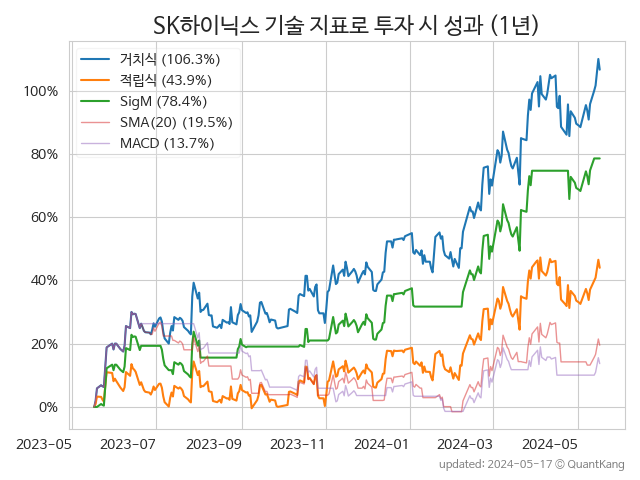 SK하이닉스 기술 지표로 투자 시 성과 (1년)
거치식 (106.3%)
적립식 (43.9%)
SigM (78.4%)
SMA(20) (19.5%)
MACD (13.7%)
100%
80%
60%
40%
20%
0%
2023-05 2023-07 2023-09 2023-11 2024-01 2024-03 2024-05
updated: 2024-05-17 ⓒ QuantKang